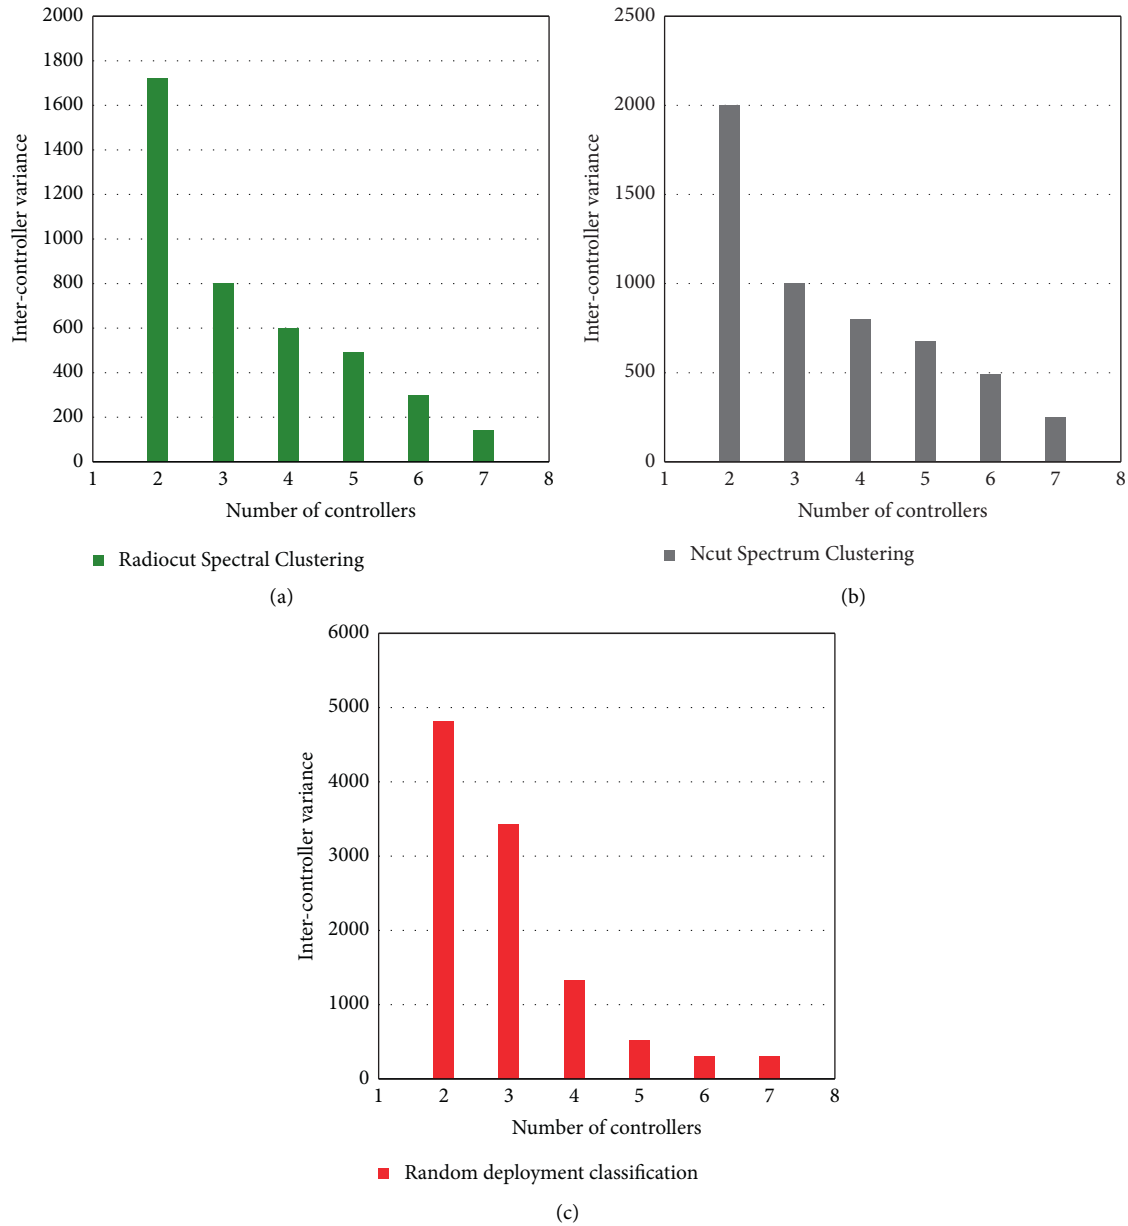 2000
1800
1600
1400
1200
1000
800
600
400
200
0
Inter-controller variance
1 2 3 4 5 6 7 8
Number of controllers
Radiocut Spectral Clustering
(a)
2500
2000
1500
1000
500
0
Inter-controller variance
1 2 3 4 5 6 7 8
Number of controllers
Ncut Spectrum Clustering
(b)
6000
5000
4000
3000
2000
1000
0
Inter-controller variance
1 2 3 4 5 6 7 8
Number of controllers
Random deployment classification
(c)